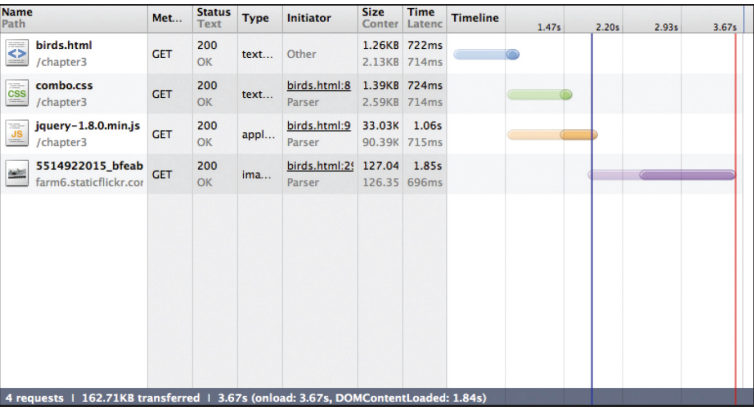 Name Met... Status Type Initiator Size Time Timeline
Path Text Conter Latenc
1.47s 2.20s 2.93s 3.67s
birds.html GET 200 text... Other 1.26KB 722ms
/chapter3 OK 2.13KB 714ms
combo.css GET 200 text... birds.html:8 1.39KB 724ms
/chapter3 OK Parser 2.59KB 714ms
jquery-1.8.0.min.js GET 200 appl... birds.html:9 33.03K 1.06s
/chapter3 OK Parser 90.39K 715ms
5514922015_bfeab GET 200 ima... birds.html:29 127.04 1.85s
farm6.staticflickr.cor OK Parser 126.35 696ms
4 requests | 162.71KB transferred | 3.67s (onload: 3.67s, DOMContentLoaded: 1.84s)